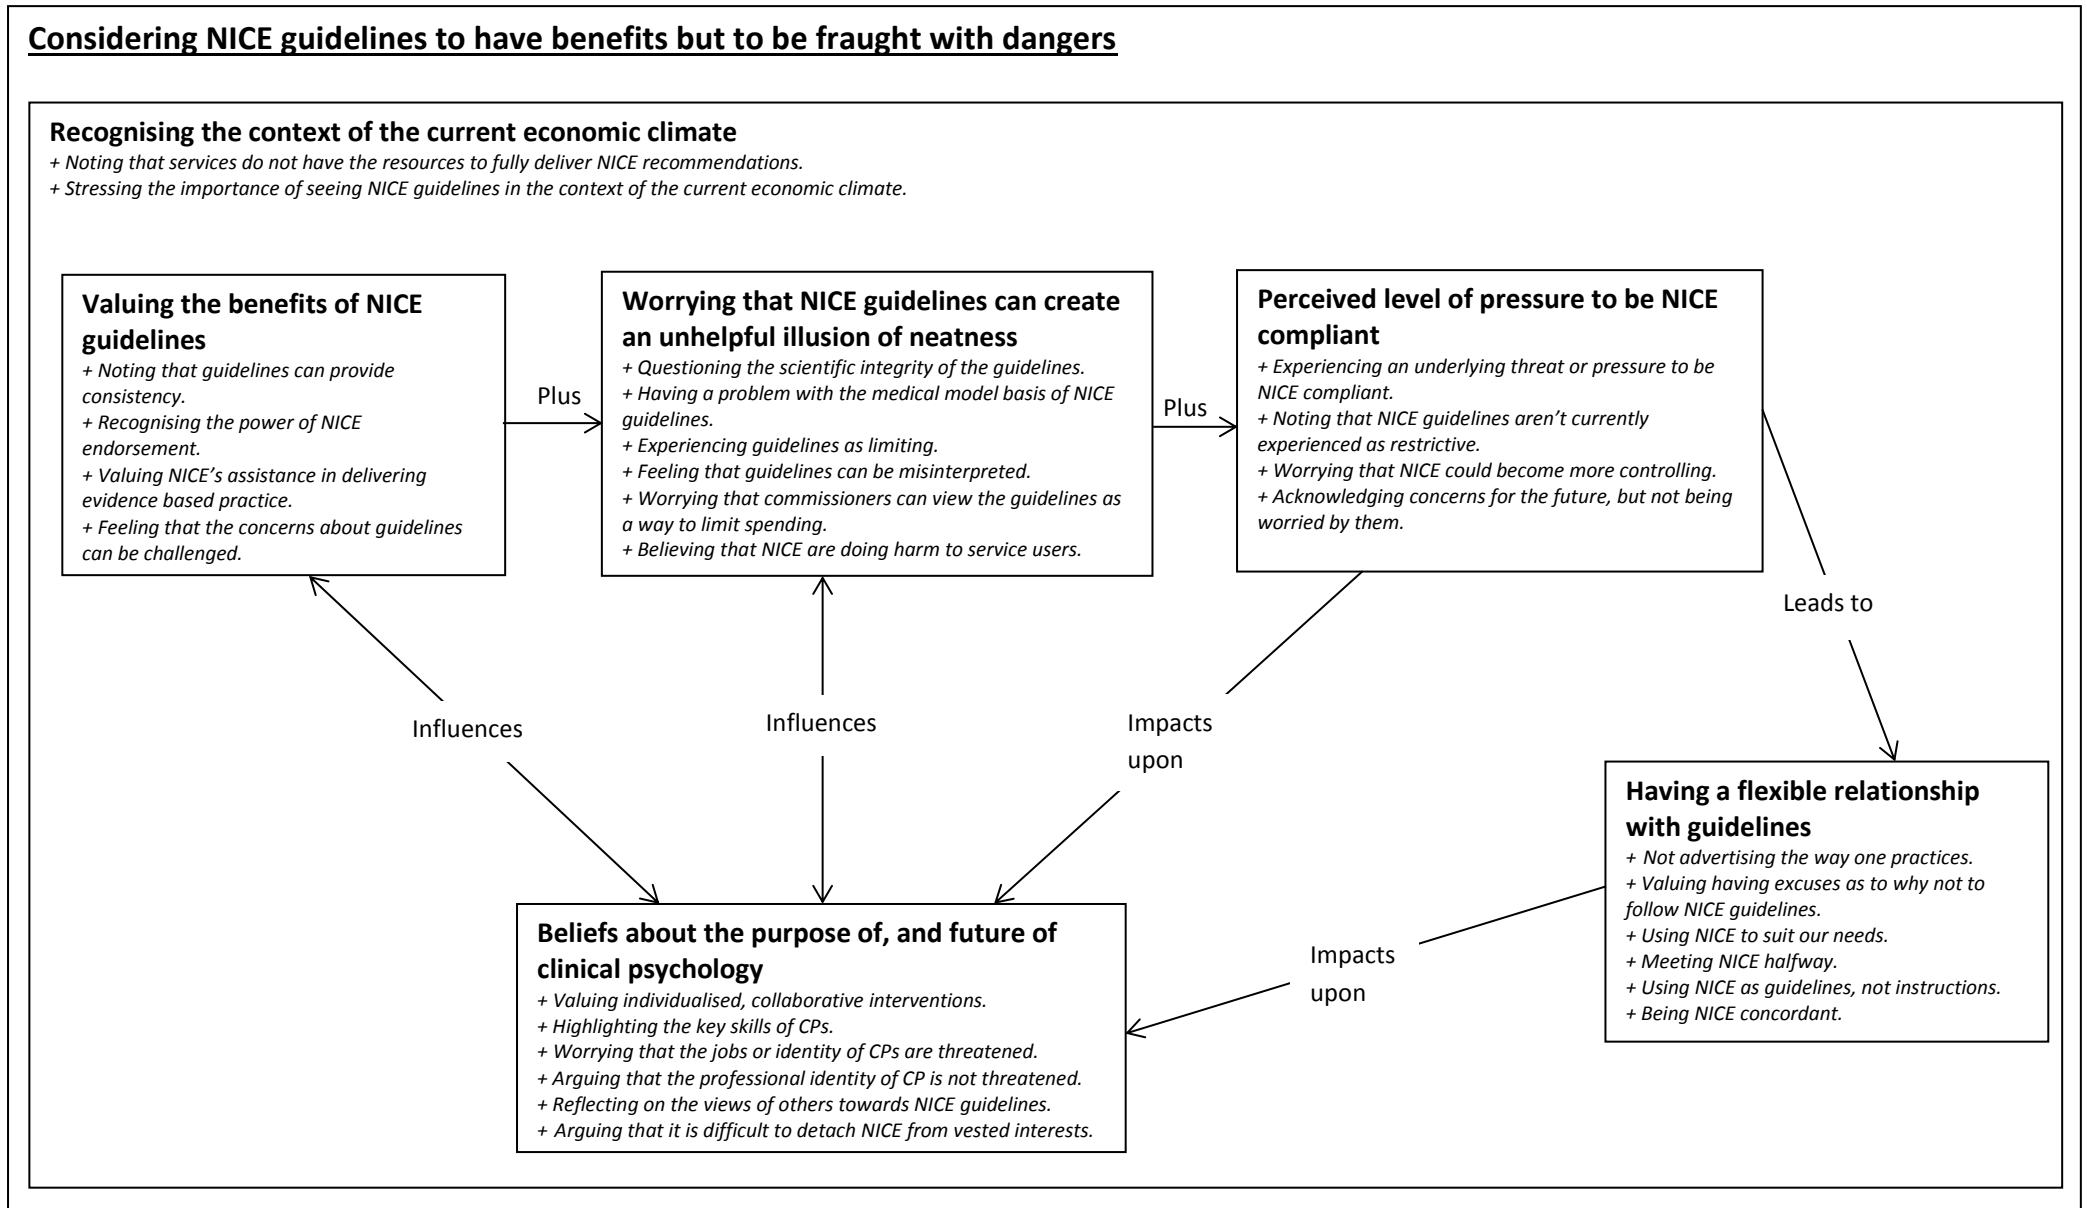 Considering NICE guidelines to have benefits but to be fraught with dangers
Recognising the context of the current economic climate
+ Noting that services do not have the resources to fully deliver NICE recommendations.
+ Stressing the importance of seeing NICE guidelines in the context of the current economic climate.
Valuing the benefits of NICE
guidelines
+ Noting that guidelines can provide
consistency.
+ Recognising the power of NICE
endorsement.
+ Valuing NICE's assistance in delivering
evidence based practice.
+ Feeling that the concerns about guidelines
can be challenged.
Plus
Worrying that NICE guidelines can create
an unhelpful illusion of neatness
+ Questioning the scientific integrity of the guidelines.
+ Having a problem with the medical model basis of NICE
guidelines.
+ Experiencing guidelines as limiting.
+ Feeling that guidelines can be misinterpreted.
+ Worrying that commissioners can view the guidelines as
a way to limit spending.
+ Believing that NICE are doing harm to service users.
Plus
Perceived level of pressure to be NICE
compliant
+ Experiencing an underlying threat or pressure to be
NICE compliant.
+ Noting that NICE guidelines aren't currently
experienced as restrictive.
+ Worrying that NICE could become more controlling.
+ Acknowledging concerns for the future, but not being
worried by them.
Leads to
Influences
Influences
Impacts
upon
Having a flexible relationship
with guidelines
+ Not advertising the way one practices.
+ Valuing having excuses as to why not to
follow NICE guidelines.
+ Using NICE to suit our needs.
+ Meeting NICE halfway.
+ Using NICE as guidelines, not instructions.
+ Being NICE concordant.
Impacts
upon
Beliefs about the purpose of, and future of
clinical psychology
+ Valuing individualised, collaborative interventions.
+ Highlighting the key skills of CPs.
+ Worrying that the jobs or identity of CPs are threatened.
+ Arguing that the professional identity of CP is not threatened.
+ Reflecting on the views of others towards NICE guidelines.
+ Arguing that it is difficult to detach NICE from vested interests.